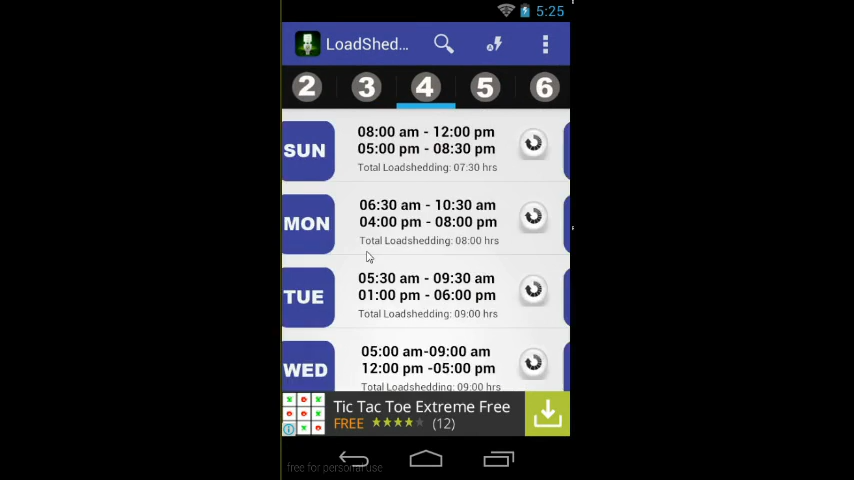 5:25
LoadShed...
2 3 4 5 6
SUN
08:00 am - 12:00 pm
05:00 pm - 08:30 pm
Total Loadshedding: 07:30 hrs
MON
06:30 am - 10:30 am
04:00 pm - 08:00 pm
Total Loadshedding: 08:00 hrs
TUE
05:30 am - 09:30 am
01:00 pm - 06:00 pm
Total Loadshedding: 09:00 hrs
WED
05:00 am-09:00 am
12:00 pm -05:00 pm
Total Loadshedding: 09:00 hrs
Tic Tac Toe Extreme Free
FREE (12)
free for personal use